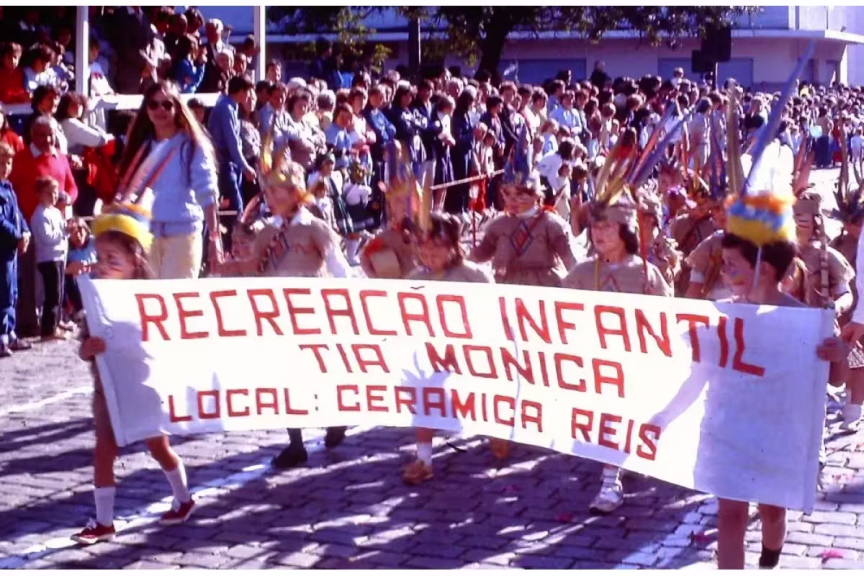 RECREAÇÃO INFANTIL
TIA MONICA
LOCAL: CERAMICA REIS